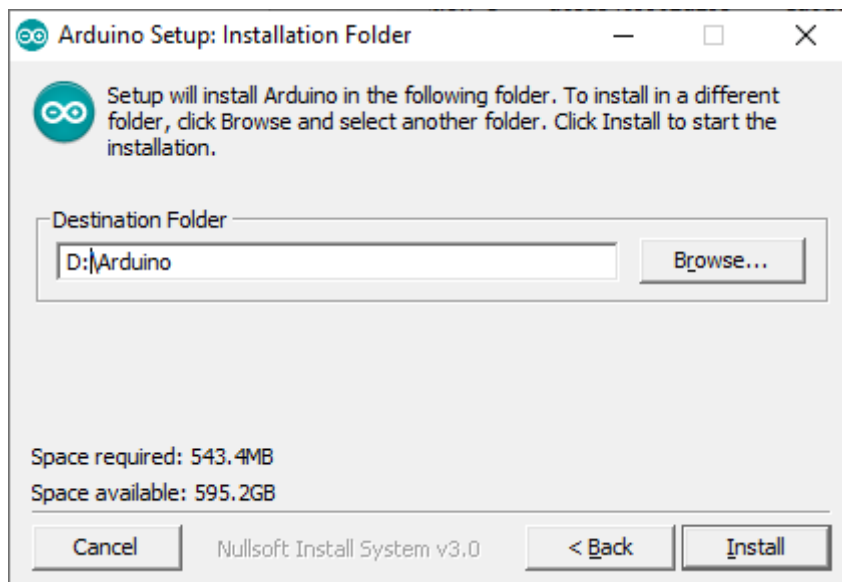 Arduino Setup: Installation Folder
Setup will install Arduino in the following folder. To install in a different
folder, click Browse and select another folder. Click Install to start the
installation.
Destination Folder
D:\Arduino
Browse...
Space required: 543.4MB
Space available: 595.2GB
Cancel
Nullsoft Install System v3.0
< Back
Install